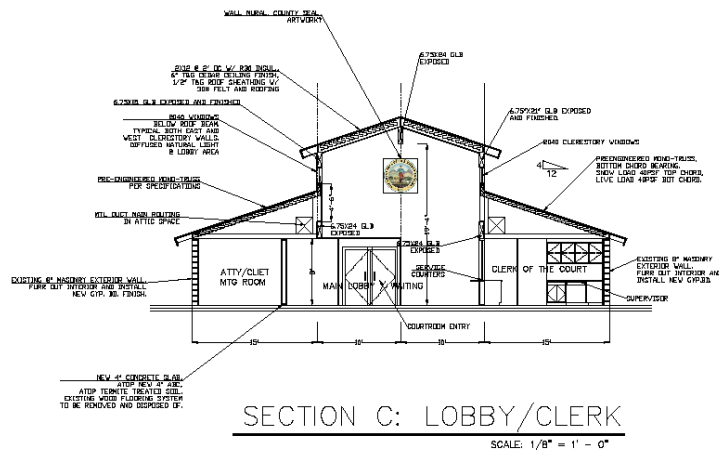 WALL MURAL, COUNTY SEAL
ARTWORK?
6.75X24 GLB
EXPOSED
2X12 @ 2' OC W/ R30 INSUL,
6" T&G CEDAR CEILING FINISH,
1/2" T&G ROOF SHEATHING W/
30# FELT AND ROOFING
EXPOSED AND FINISHED
6.75"X21" GLB EXPOSED
AND FINISHED
2040 WINDOWS
BELOW ROOF BEAM
TYPICAL BOTH EAST AND
WEST CLERESTORY WALLS.
DIFFUSED NATURAL LIGHT
@ LOBBY AREA
2040 CLERESTORY WINDOWS
4
12
PREENGINEERED MONO-TRUSS,
BOTTOM CHORD BEARING.
SNOW LOAD 40PSF TOP CHORD,
LIVE LOAD 40PSF BOT CHORD.
PRE-ENGINEERED MONO-TRUSS
PER SPECIFICATIONS
MTL DUCT MAIN ROUTING
IN ATTIC SPACE
6.75X24 GLB
EXPOSED
6.75X24 GLB
EXPOSED
SERVICE
COUNTERS
EXISTING 8" MASONRY EXTERIOR WALL.
FURR OUT INTERIOR AND INSTALL
NEW GYP. BD. FINISH.
ATTY/CLIET
MTG ROOM
MAIN LOBBY / WAITING
CLERK OF THE COURT
EXISTING 8" MASONRY
EXTERIOR WALL.
FURR OUT INTERIOR AND
INSTALL NEW GYP.BD.
SUPERVISOR
COURTROOM ENTRY
15'
10'
10'
15'
NEW 4" CONCRETE SLAB,
ATOP NEW 4" ABC,
ATOP TERMITE TREATED SOIL.
EXISTING WOOD FLOORING SYSTEM
TO BE REMOVED AND DISPOSED OF.
SECTION C: LOBBY/CLERK
SCALE: 1/8" = 1' - 0"